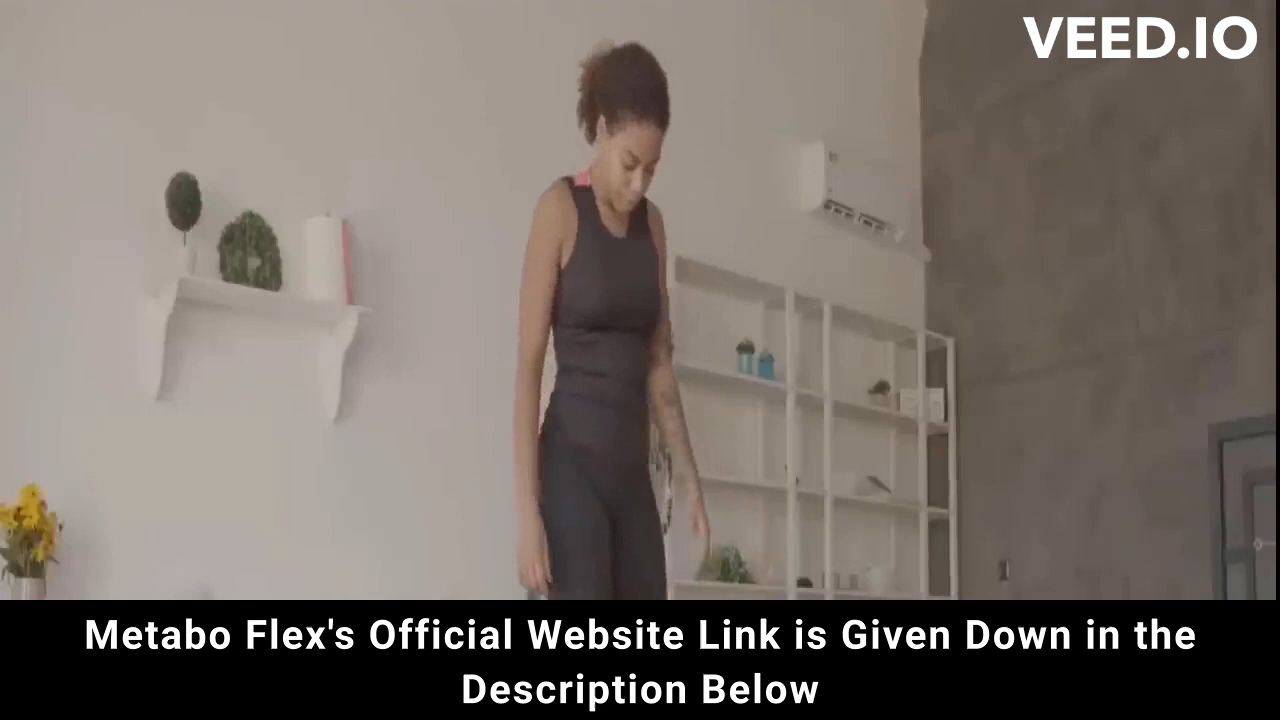 VEED.IO
Metabo Flex's Official Website Link is Given Down in the
Description Below